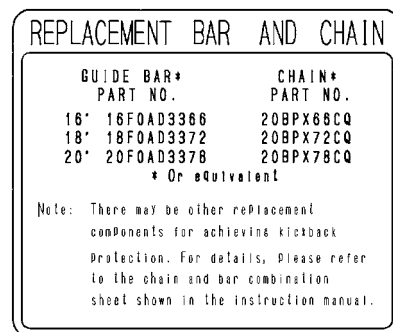 REPLACEMENT BAR AND CHAIN
GUIDE BAR* CHAIN*
PART NO. PART NO.
16" 16F0AD3366 20BPX66CQ
18" 18F0AD3372 20BPX72CQ
20" 20F0AD3378 20BPX78CQ
* Or equivalent
Note: There may be other replacement
components for achieving kickback
protection. For details, Please refer
to the chain and bar combination
sheet shown in the instruction manual.